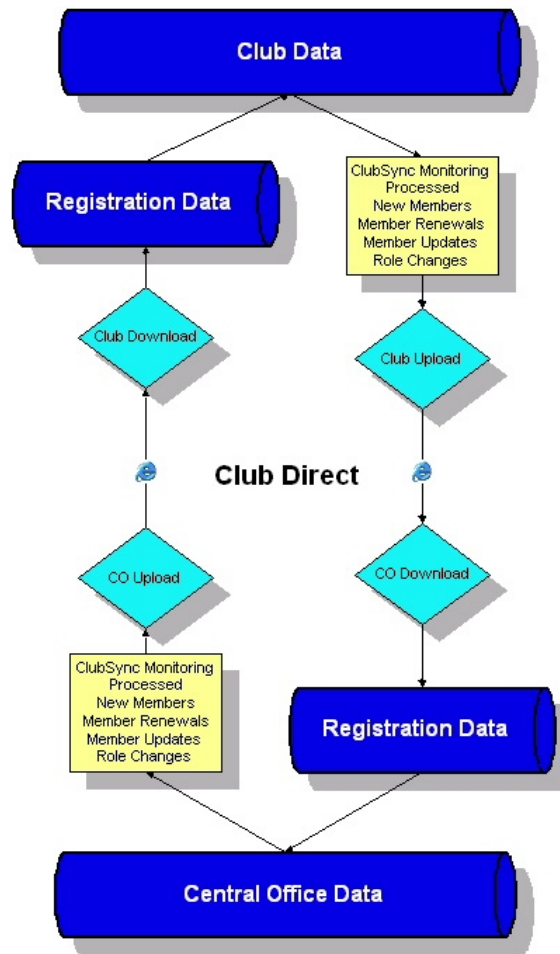 Club Data
Registration Data
ClubSync Monitoring
Processed
New Members
Member Renewals
Member Updates
Role Changes
Club Download
Club Upload
Club Direct
CO Upload
CO Download
ClubSync Monitoring
Processed
New Members
Member Renewals
Member Updates
Role Changes
Registration Data
Central Office Data